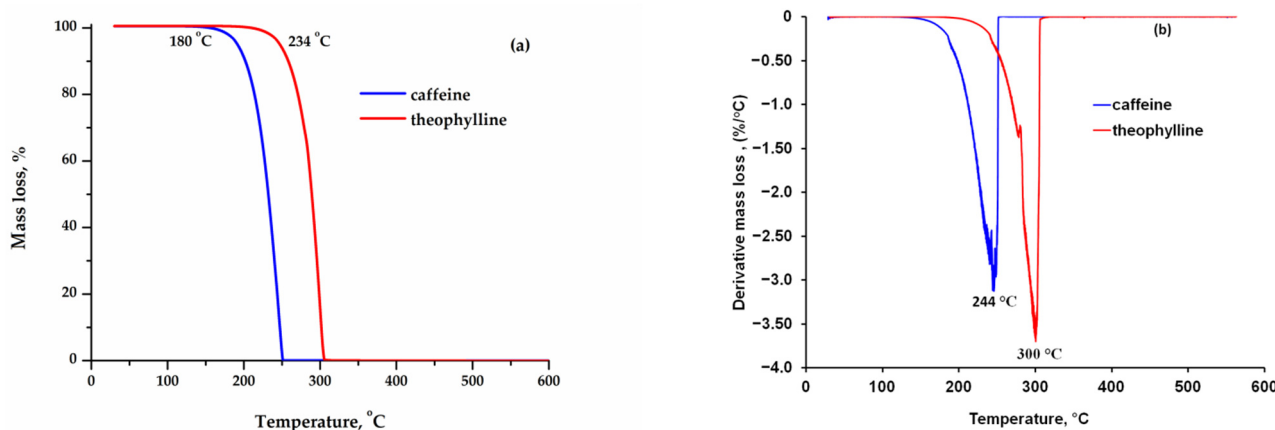 (a)
180 °C
234 °C
caffeine
theophylline
100
80
60
40
20
0
Mass loss, %
0
100
200
300
400
500
600
Temperature, °C
(b)
0
−0.50
−1.0
−1.50
−2.0
−2.50
−3.0
−3.50
−4.0
Derivative mass loss , (%/°C)
caffeine
theophylline
244 °C
300 °C
0
100
200
300
400
500
600
Temperature, °C